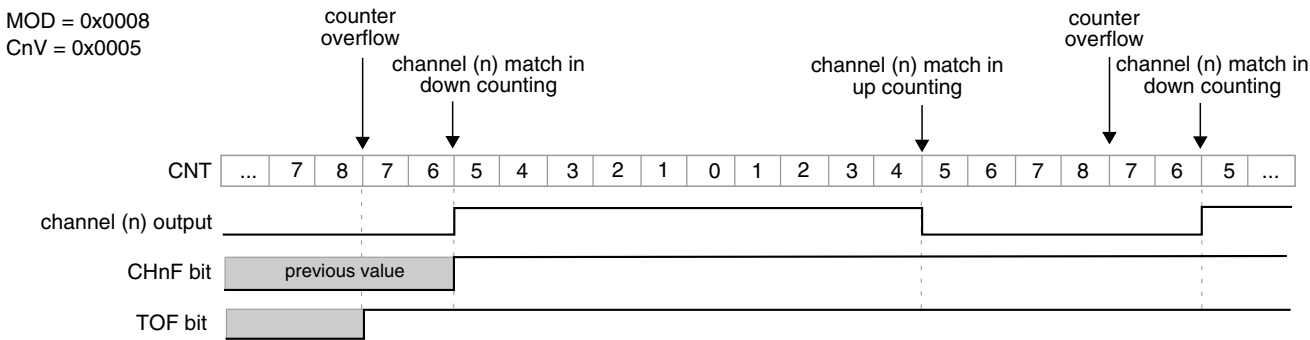 MOD = 0x0008
CnV = 0x0005
counter
overflow
channel (n) match in
down counting
channel (n) match in
up counting
counter
overflow
channel (n) match in
down counting
CNT ... 7 8 7 6 5 4 3 2 1 0 1 2 3 4 5 6 7 8 7 6 5 ...
channel (n) output
CHnF bit previous value
TOF bit